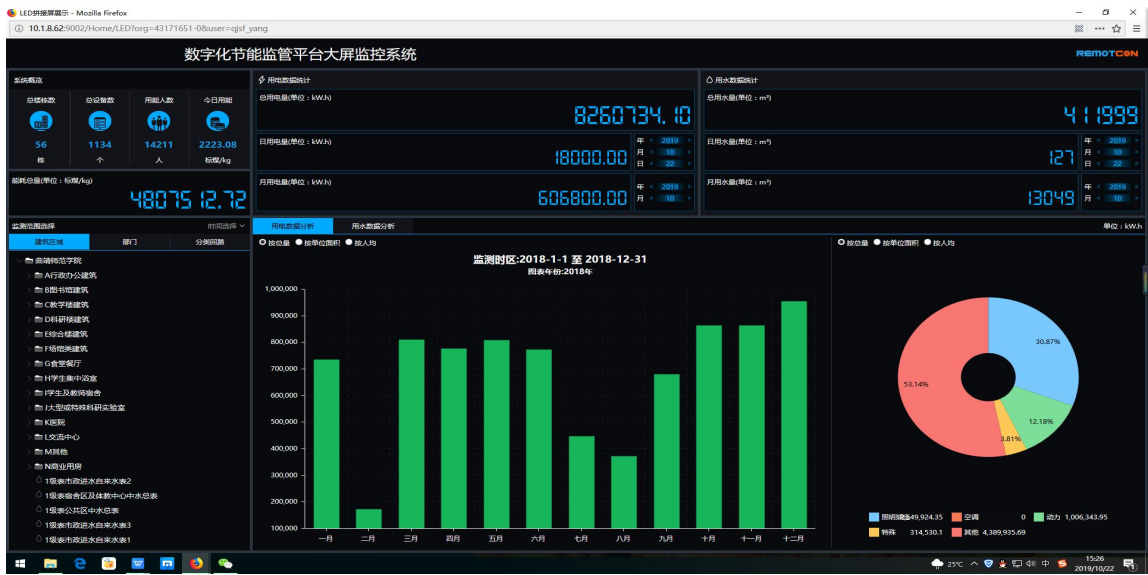 LED拼接屏展示 - Mozilla Firefox
10.1.8.62:9002/Home/LED?org=43171651-0&user=qjsf_yang
数字化节能监管平台大屏监控系统
REMOTCON
系统概览
总楼栋数 总设备数 用能人数 今日用能
56 1134 14211 2223.08
栋 个 人 标煤/kg
能耗总量(单位：标煤/kg)
4807512.72
用电数据统计
总用电量(单位：kW.h)
8260734.10
日用电量(单位：kW.h)
18000.00
年 2019
月 10
日 22
月用电量(单位：kW.h)
606800.00
年 2019
月 10
用水数据统计
总用水量(单位：m³)
411999
日用水量(单位：m³)
127
年 2019
月 10
日 22
月用水量(单位：m³)
13049
年 2019
月 10
监测范围选择 时间选择
建筑区域 部门 分类回路
曲靖师范学院
A行政办公建筑
B图书馆建筑
C教学楼建筑
D科研楼建筑
E综合楼建筑
F场馆类建筑
G食堂餐厅
H学生集中浴室
I学生及教师宿舍
J大型或特殊科研实验室
K医院
L交流中心
M其他
N商业用房
1级表市政进水自来水表2
1级表宿舍区及体教中心中水总表
1级表公共区中水总表
1级表市政进水自来水表3
1级表市政进水自来水表1
用电数据分析 用水数据分析 单位：kW.h
按总量 按单位面积 按人均
监测时区:2018-1-1 至 2018-12-31
图表年份:2018年
1,000,000
900,000
800,000
700,000
600,000
500,000
400,000
300,000
200,000
100,000
一月 二月 三月 四月 五月 六月 七月 八月 九月 十月 十一月 十二月
按总量 按单位面积 按人均
30.87%
53.14%
12.18%
3.81%
照明插座 49,924.35 空调 0 动力 1,006,343.95
特殊 314,530.1 其他 4,389,935.69
25℃ 中 15:26
2019/10/22